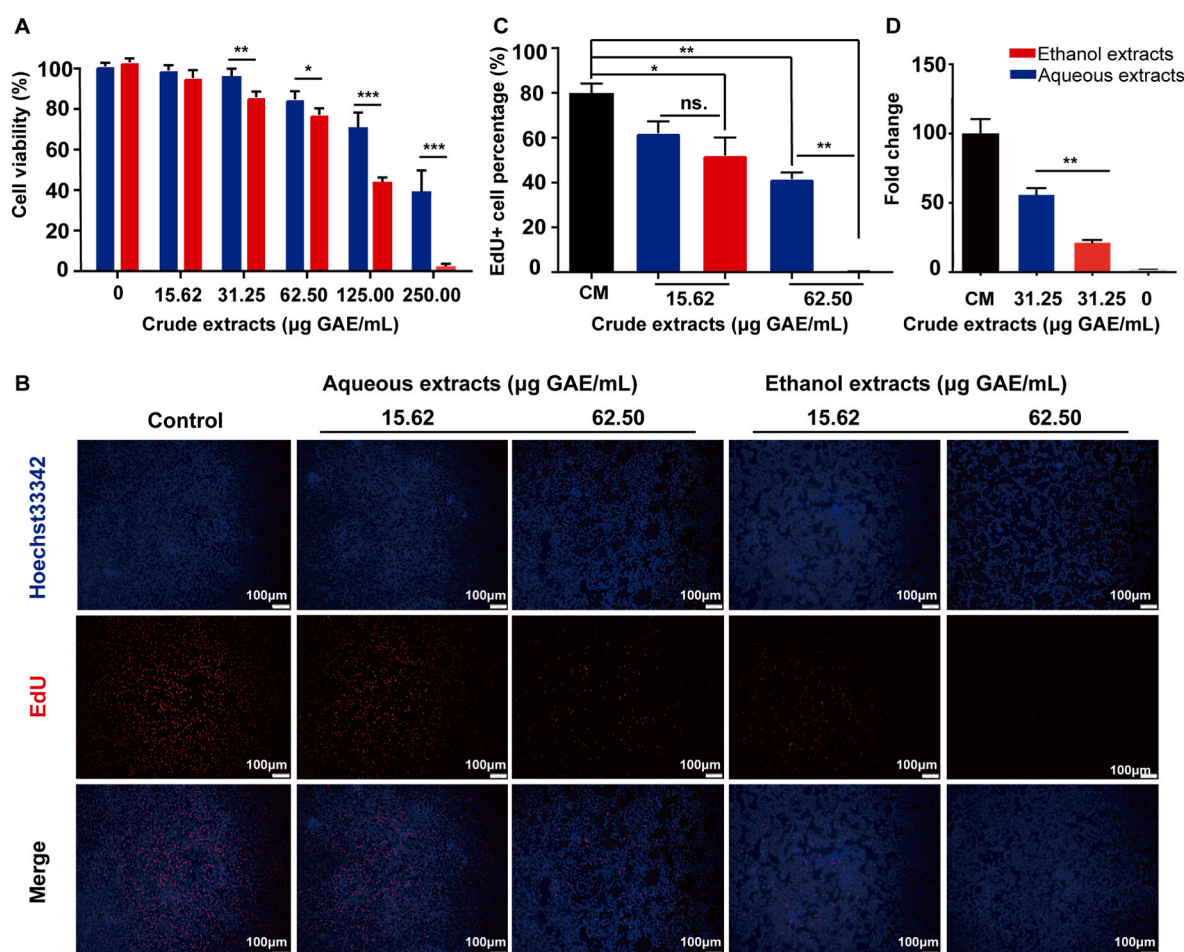 A
Cell viability (%)
100
80
60
40
20
0
**
*
***
***
0 15.62 31.25 62.50 125.00 250.00
Crude extracts (μg GAE/mL)
C
EdU+ cell percentage (%)
100
80
60
40
20
0
**
*
ns.
**
CM 15.62 62.50
Crude extracts (μg GAE/mL)
D
Ethanol extracts
Aqueous extracts
Fold change
150
100
50
0
**
CM 31.25 31.25 0
Crude extracts (μg GAE/mL)
B
Aqueous extracts (μg GAE/mL) Ethanol extracts (μg GAE/mL)
Control 15.62 62.50 15.62 62.50
Hoechst33342
100μm 100μm 100μm 100μm 100μm
EdU
100μm 100μm 100μm 100μm 100μm
Merge
100μm 100μm 100μm 100μm 100μm